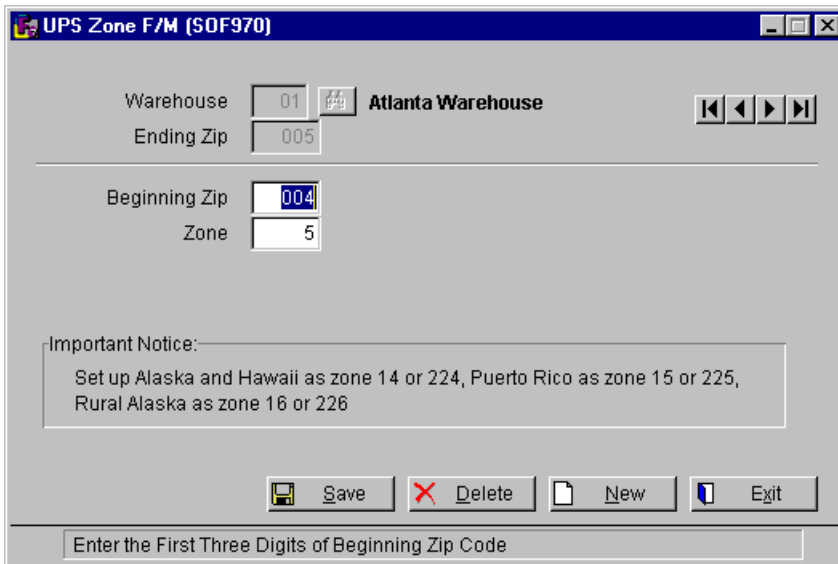 UPS Zone F/M (SOF970)
Warehouse 01 Atlanta Warehouse
Ending Zip 005
Beginning Zip 004
Zone 5
Important Notice:
Set up Alaska and Hawaii as zone 14 or 224, Puerto Rico as zone 15 or 225,
Rural Alaska as zone 16 or 226
Save Delete New Exit
Enter the First Three Digits of Beginning Zip Code